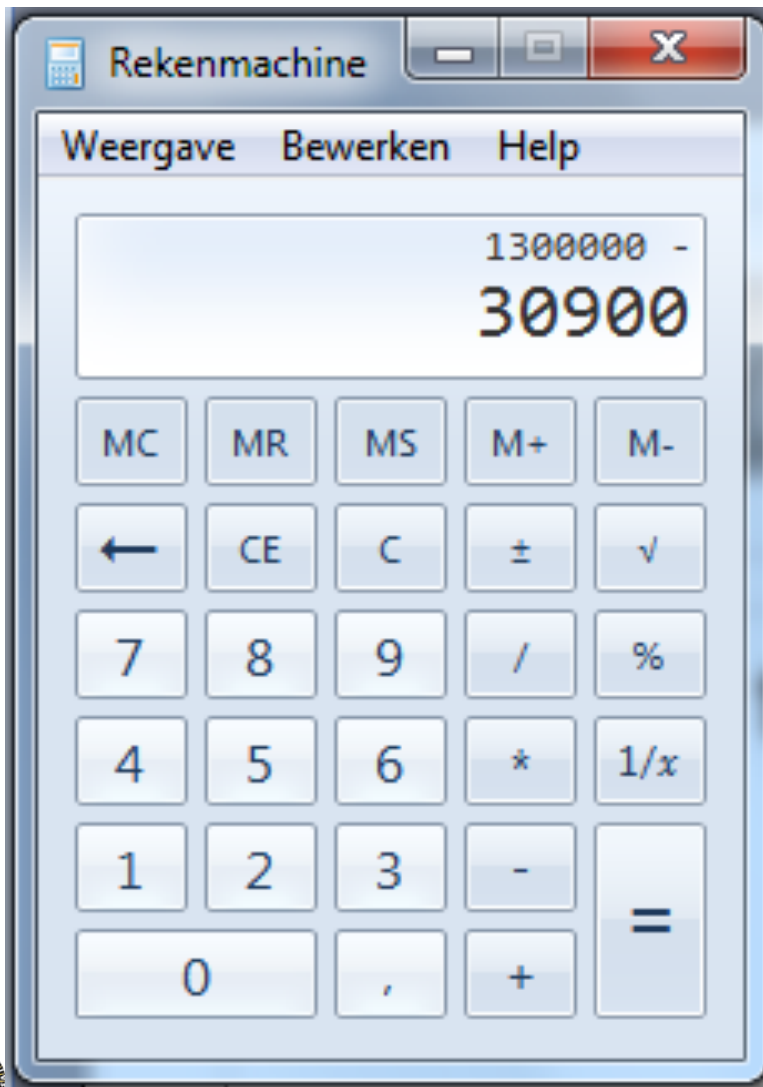 Rekenmachine
Weergave Bewerken Help
1300000 -
30900
MC MR MS M+ M-
← CE C ± √
7 8 9 / %
4 5 6 * 1/x
1 2 3 - =
0 , +